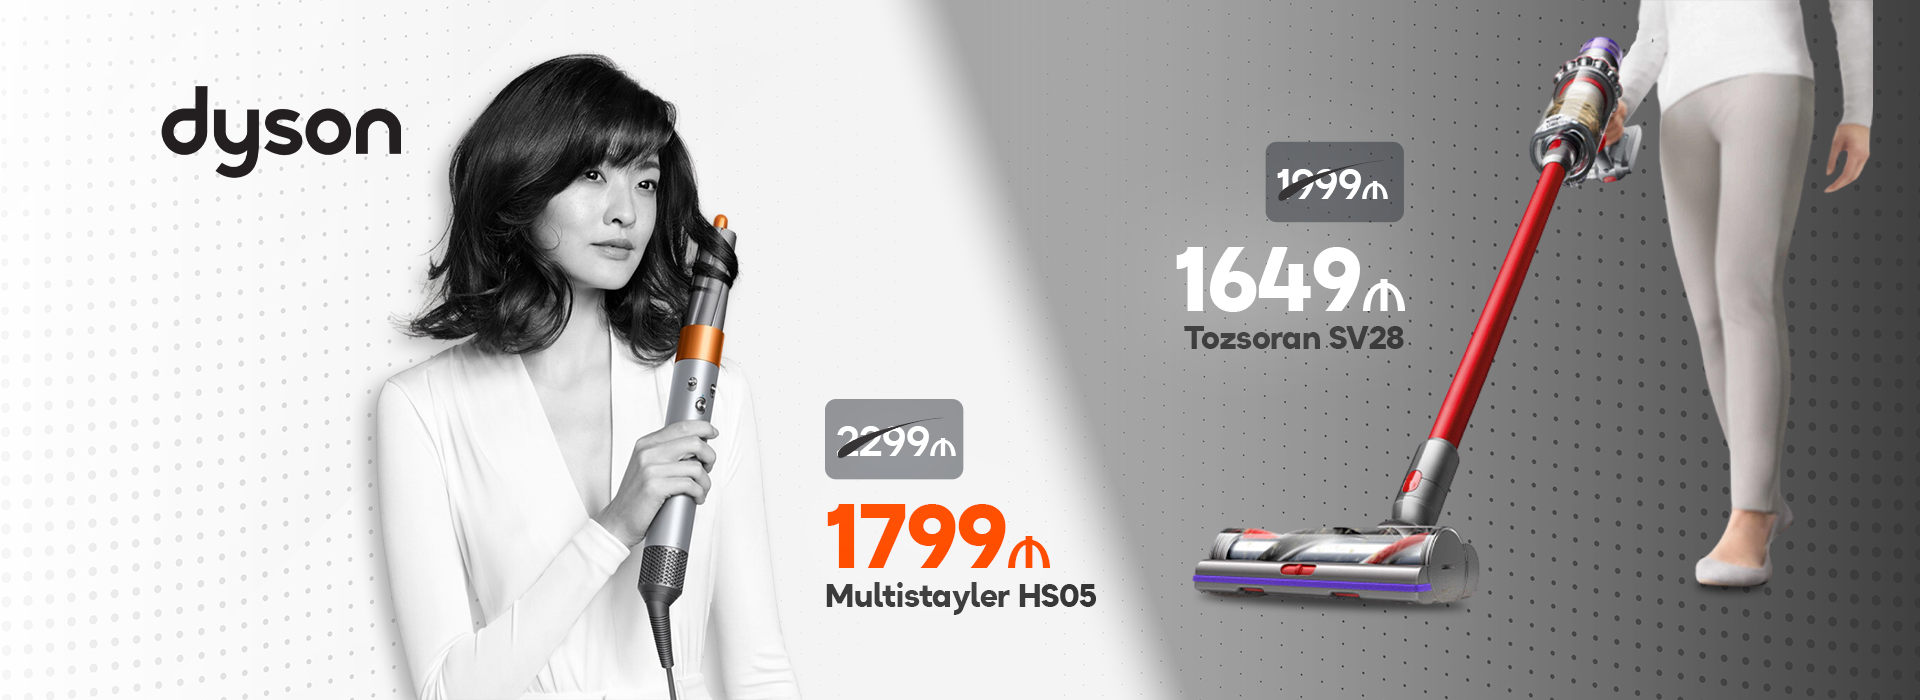 dyson
2299₼
1799₼
Multistayler HS05
1999₼
1649₼
Tozsoran SV28